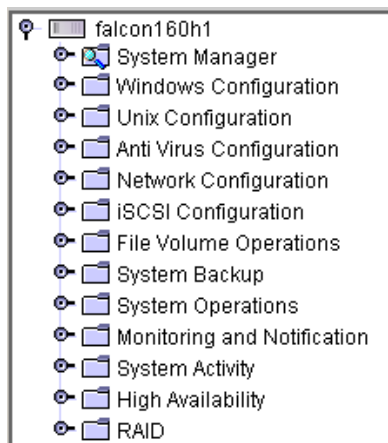 falcon160h1
System Manager
Windows Configuration
Unix Configuration
Anti Virus Configuration
Network Configuration
iSCSI Configuration
File Volume Operations
System Backup
System Operations
Monitoring and Notification
System Activity
High Availability
RAID